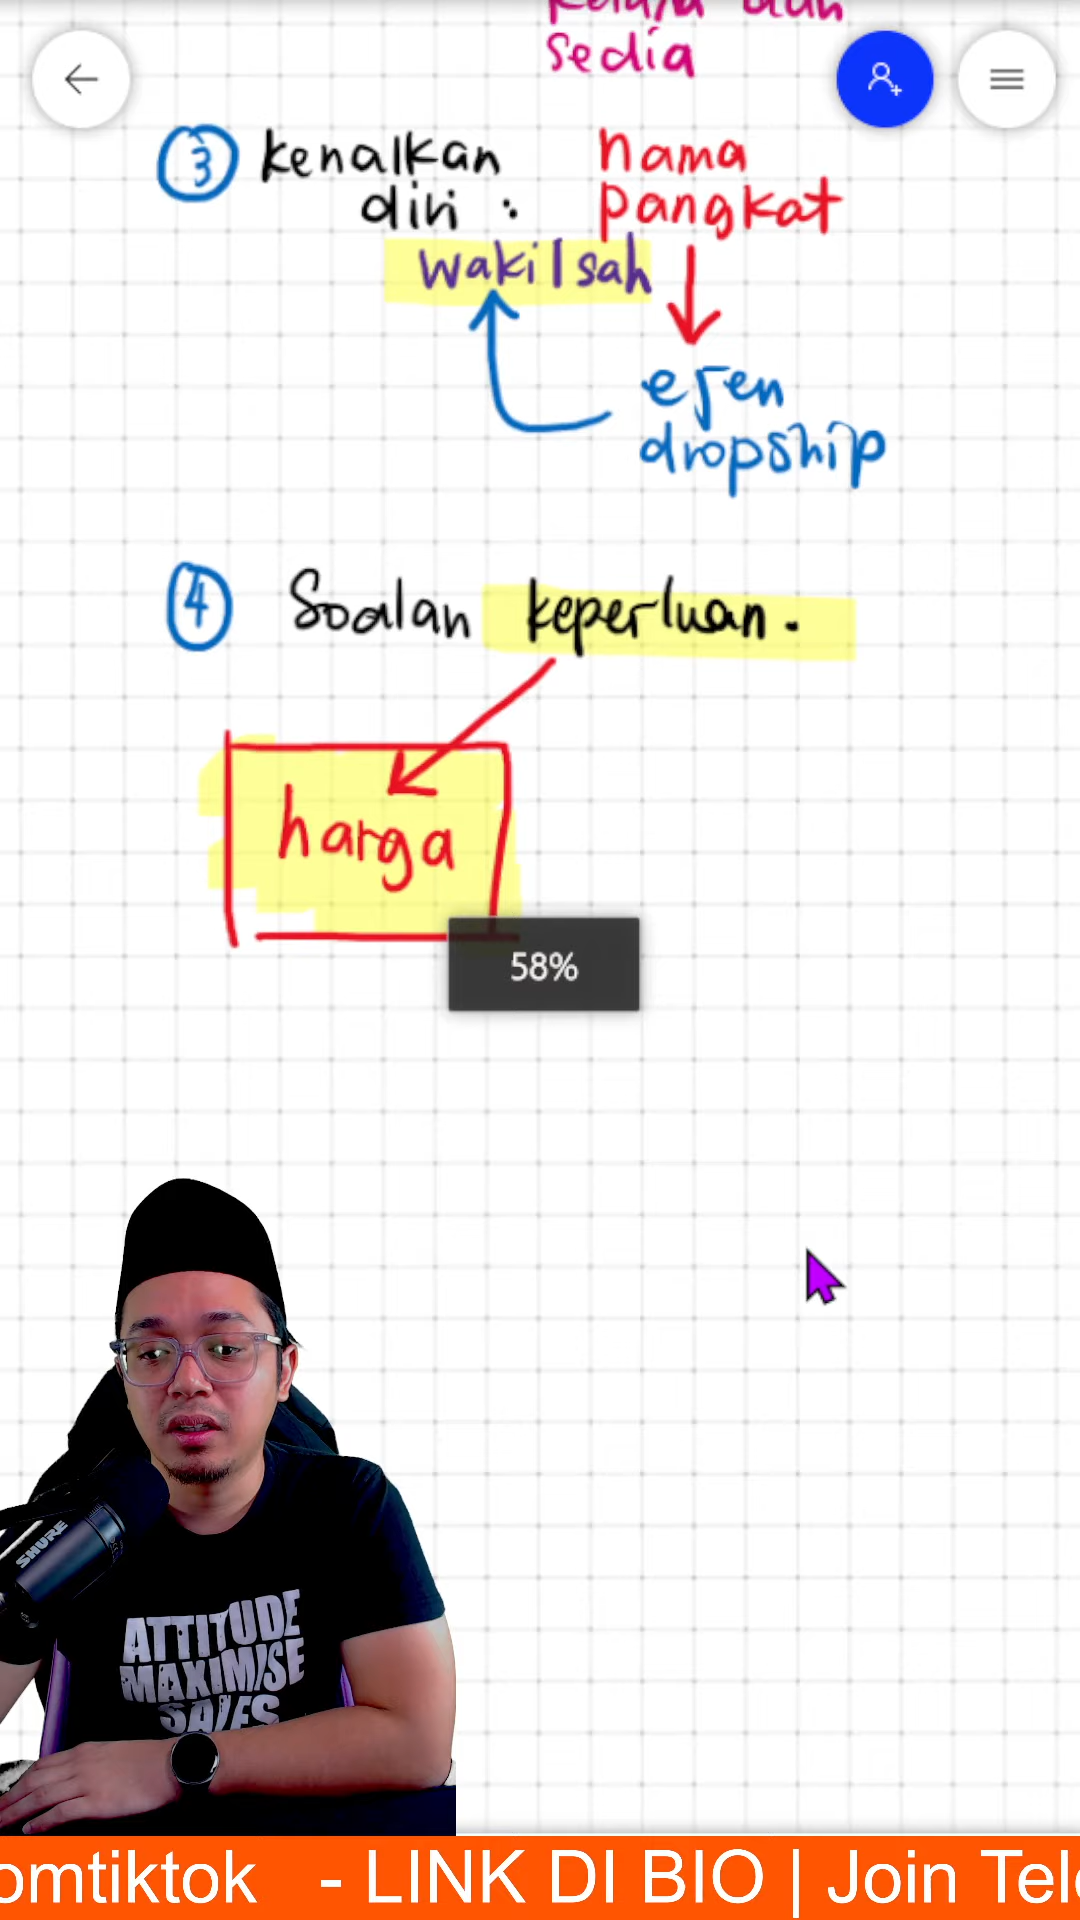 sedia
3 kenalkan nama
diri : pangkat
wakil sah
ejen
dropship
4 Soalan keperluan.
harga
58%
SHURE
ATTITUDE
MAXIMISE
SALES
omtiktok - LINK DI BIO | Join Tele